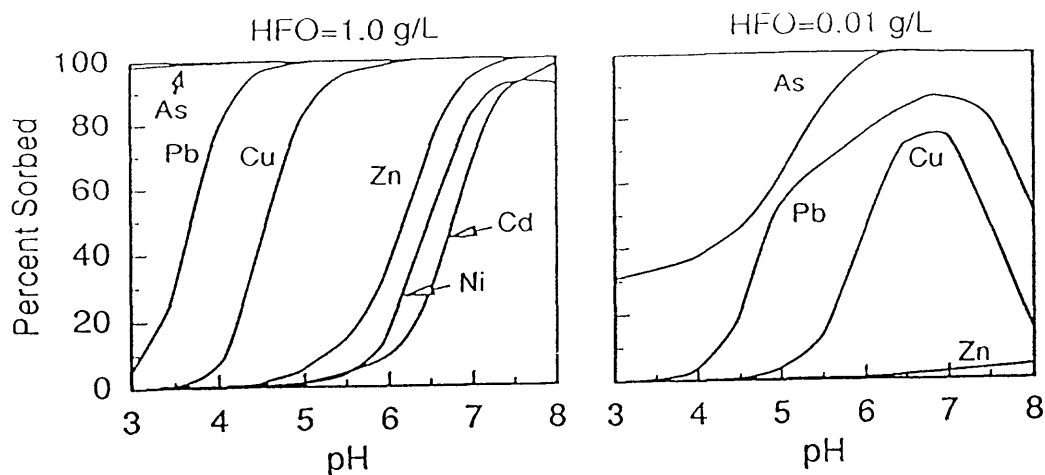 HFO=1.0 g/L
Percent Sorbed
100
80
60
40
20
0
As
Pb
Cu
Zn
Cd
Ni
3 4 5 6 7 8
pH
HFO=0.01 g/L
As
Cu
Pb
Zn
3 4 5 6 7 8
pH